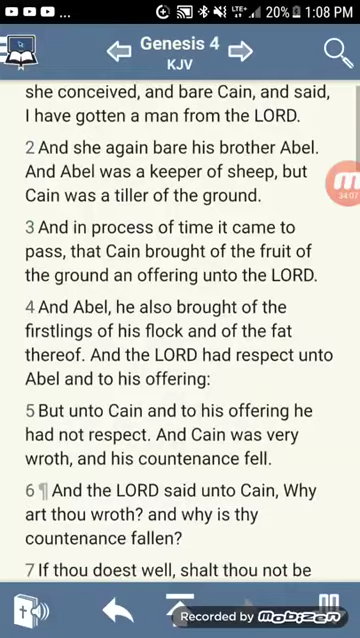 LTE+ 20% 1:08 PM
Genesis 4
KJV
she conceived, and bare Cain, and said,
I have gotten a man from the LORD.
2 And she again bare his brother Abel.
And Abel was a keeper of sheep, but
Cain was a tiller of the ground.
34:07
3 And in process of time it came to
pass, that Cain brought of the fruit of
the ground an offering unto the LORD.
4 And Abel, he also brought of the
firstlings of his flock and of the fat
thereof. And the LORD had respect unto
Abel and to his offering:
5 But unto Cain and to his offering he
had not respect. And Cain was very
wroth, and his countenance fell.
6 ¶ And the LORD said unto Cain, Why
art thou wroth? and why is thy
countenance fallen?
7 If thou doest well, shalt thou not be
Recorded by MOBIZEN